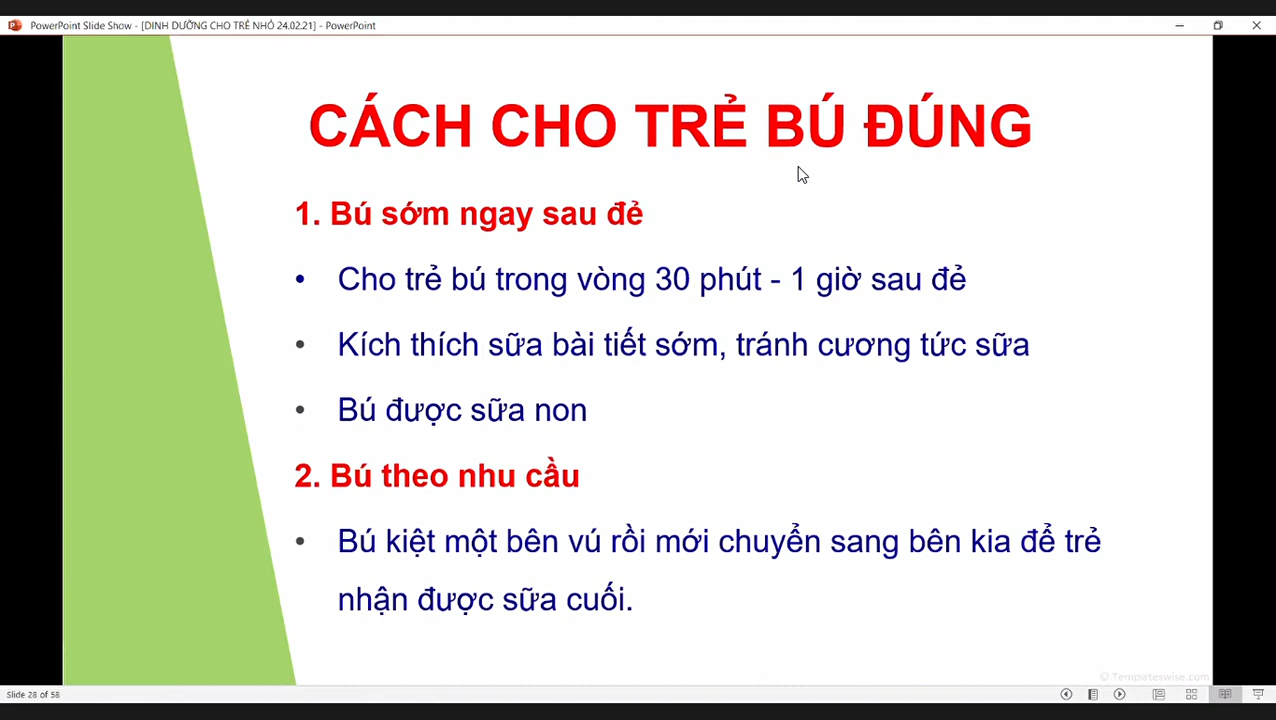 PowerPoint Slide Show - [DINH DƯỠNG CHO TRẺ NHỎ 24.02.21] - PowerPoint
CÁCH CHO TRẺ BÚ ĐÚNG
1. Bú sớm ngay sau đẻ
• Cho trẻ bú trong vòng 30 phút - 1 giờ sau đẻ
• Kích thích sữa bài tiết sớm, tránh cương tức sữa
• Bú được sữa non
2. Bú theo nhu cầu
• Bú kiệt một bên vú rồi mới chuyển sang bên kia để trẻ
nhận được sữa cuối.
© Templateswise.com
Slide 28 of 58